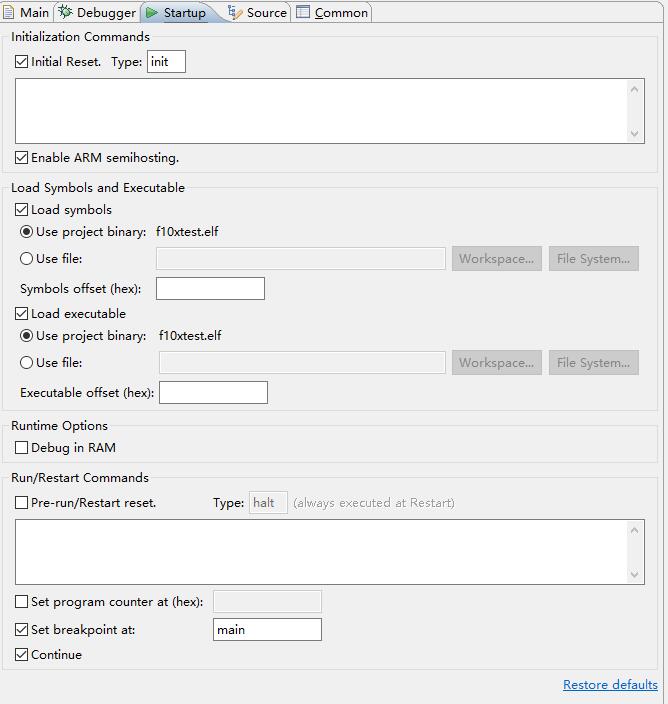 Main Debugger Startup Source Common
Initialization Commands
Initial Reset. Type: init
Enable ARM semihosting.
Load Symbols and Executable
Load symbols
Use project binary: f10xtest.elf
Use file: Workspace... File System...
Symbols offset (hex):
Load executable
Use project binary: f10xtest.elf
Use file: Workspace... File System...
Executable offset (hex):
Runtime Options
Debug in RAM
Run/Restart Commands
Pre-run/Restart reset. Type: halt (always executed at Restart)
Set program counter at (hex):
Set breakpoint at: main
Continue
Restore defaults